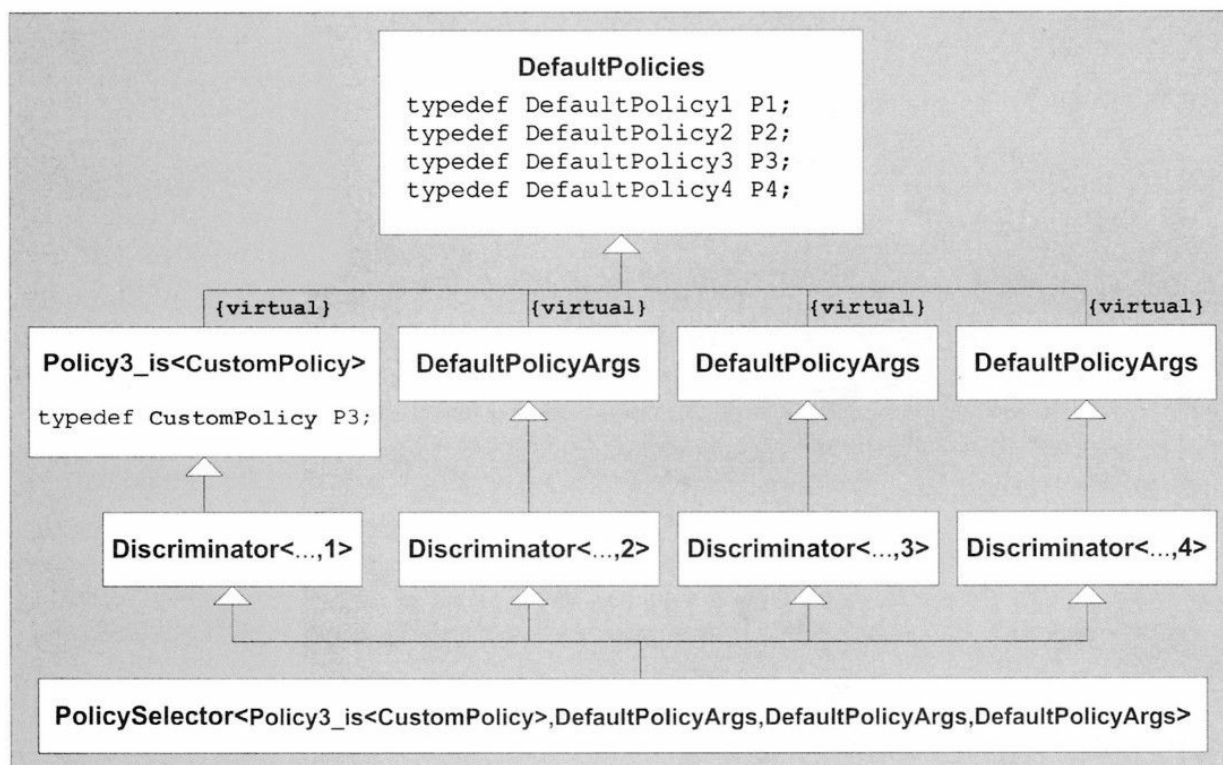 DefaultPolicies
typedef DefaultPolicy1 P1;
typedef DefaultPolicy2 P2;
typedef DefaultPolicy3 P3;
typedef DefaultPolicy4 P4;
{virtual} {virtual} {virtual} {virtual}
Policy3_is<CustomPolicy> DefaultPolicyArgs DefaultPolicyArgs DefaultPolicyArgs
typedef CustomPolicy P3;
Discriminator<...,1> Discriminator<...,2> Discriminator<...,3> Discriminator<...,4>
PolicySelector<Policy3_is<CustomPolicy>,DefaultPolicyArgs,DefaultPolicyArgs,DefaultPolicyArgs>